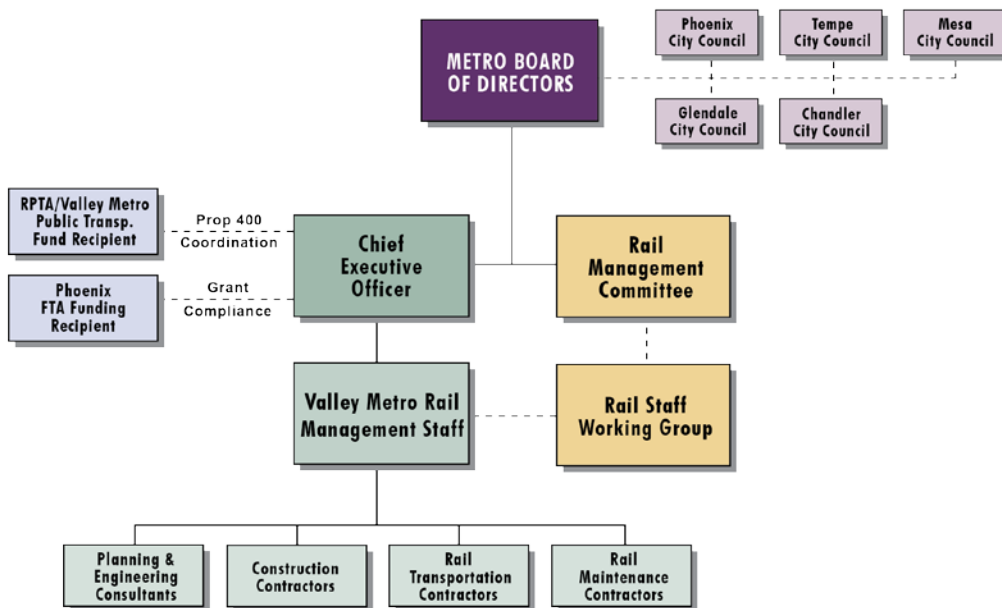 METRO BOARD
OF DIRECTORS
Phoenix
City Council
Tempe
City Council
Mesa
City Council
Glendale
City Council
Chandler
City Council
RPTA/Valley Metro
Public Transp.
Fund Recipient
Prop 400
Coordination
Phoenix
FTA Funding
Recipient
Grant
Compliance
Chief
Executive
Officer
Rail
Management
Committee
Valley Metro Rail
Management Staff
Rail Staff
Working Group
Planning &
Engineering
Consultants
Construction
Contractors
Rail
Transportation
Contractors
Rail
Maintenance
Contractors